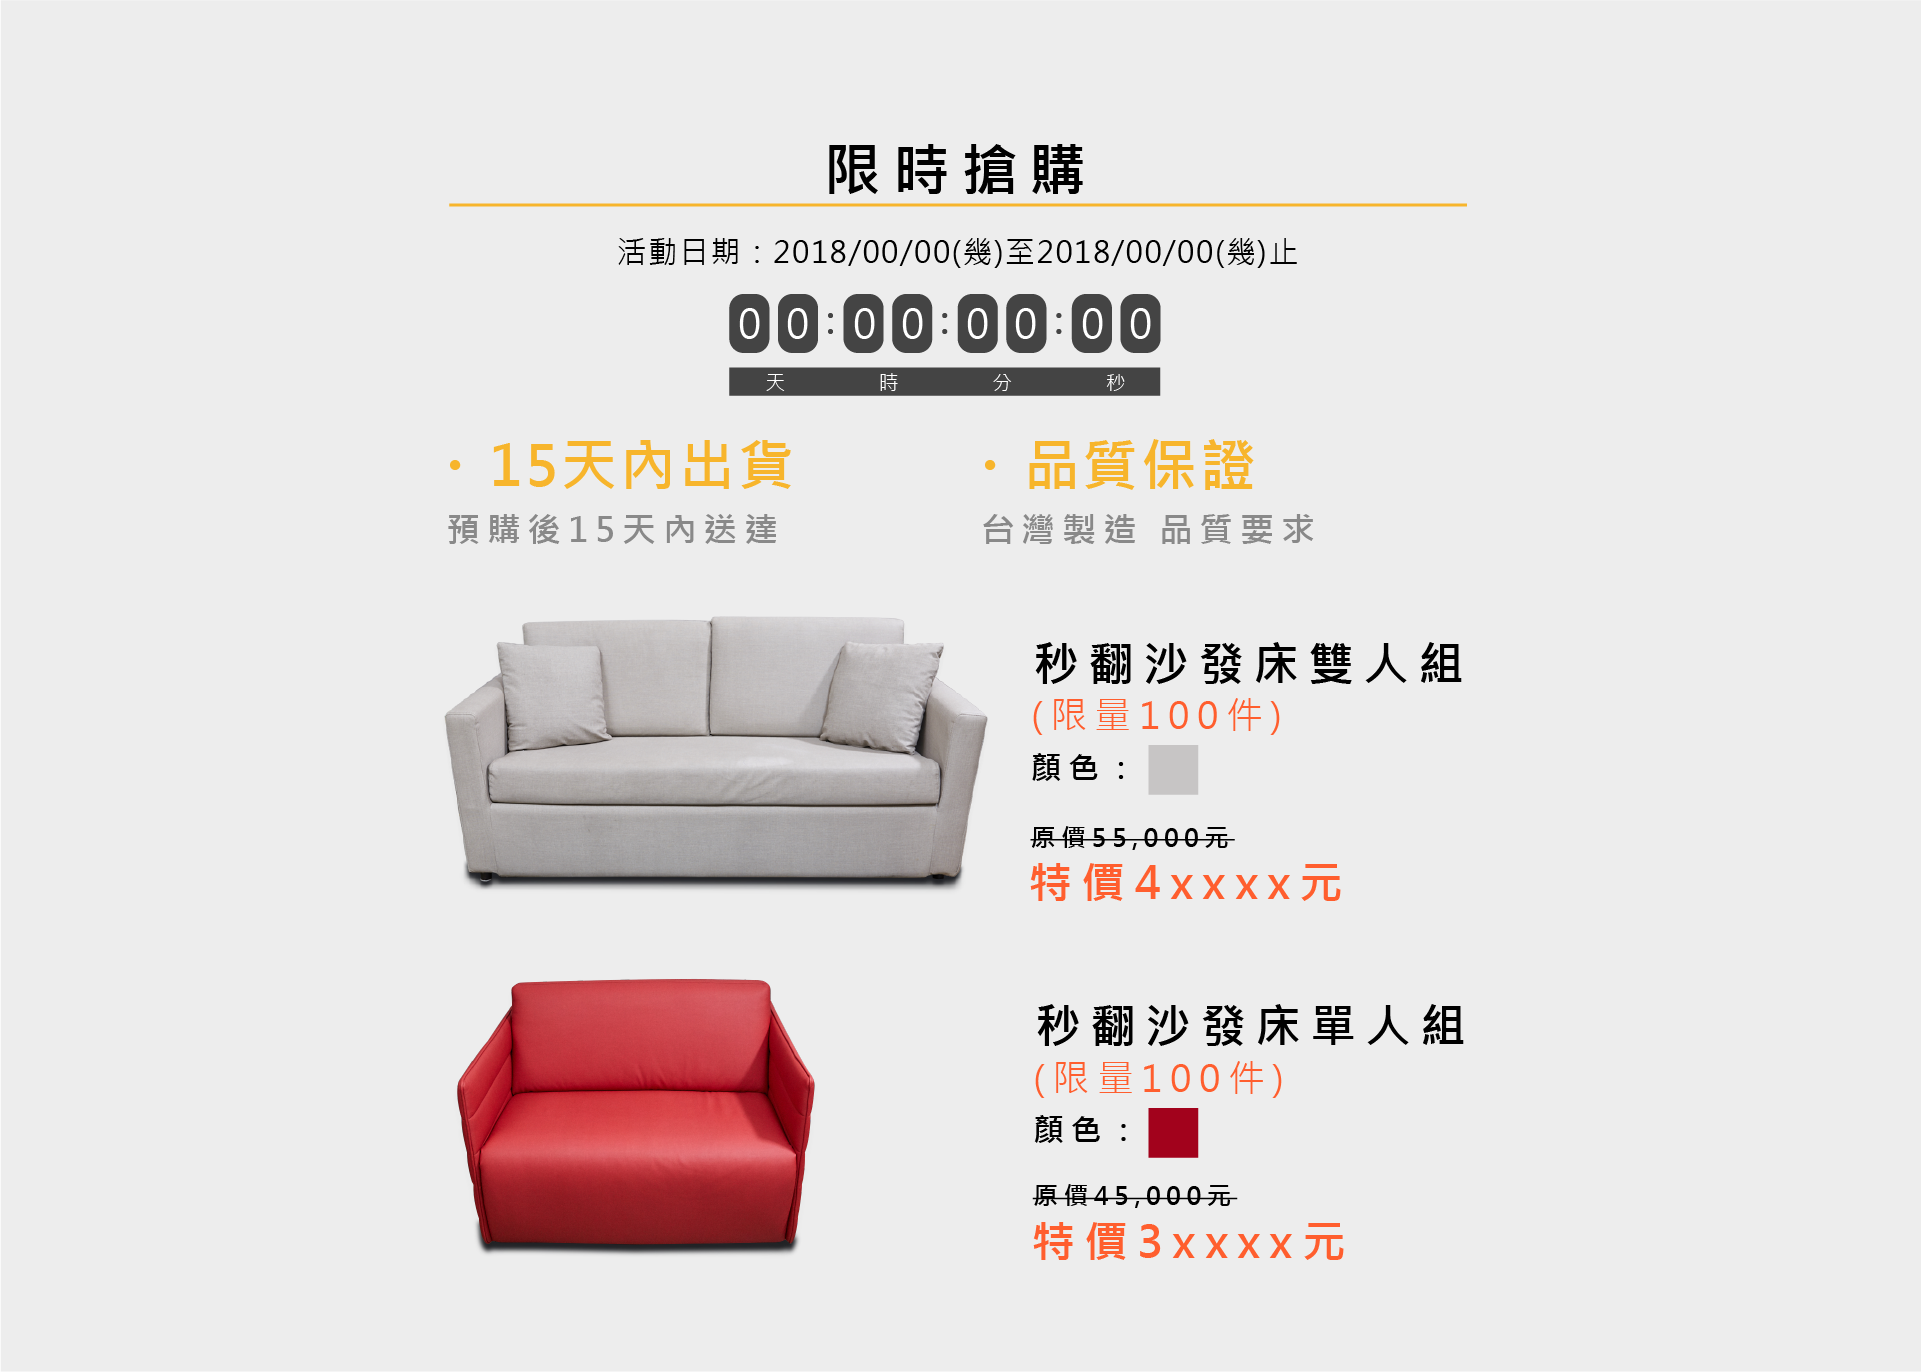 限時搶購
活動日期：2018/00/00(幾)至2018/00/00(幾)止
00:00:00:00
天 時 分 秒
・15天內出貨
預購後15天內送達
・品質保證
台灣製造 品質要求
秒翻沙發床雙人組
(限量100件)
顏色：
原價55,000元
特價4xxxx元
秒翻沙發床單人組
(限量100件)
顏色：
原價45,000元
特價3xxxx元